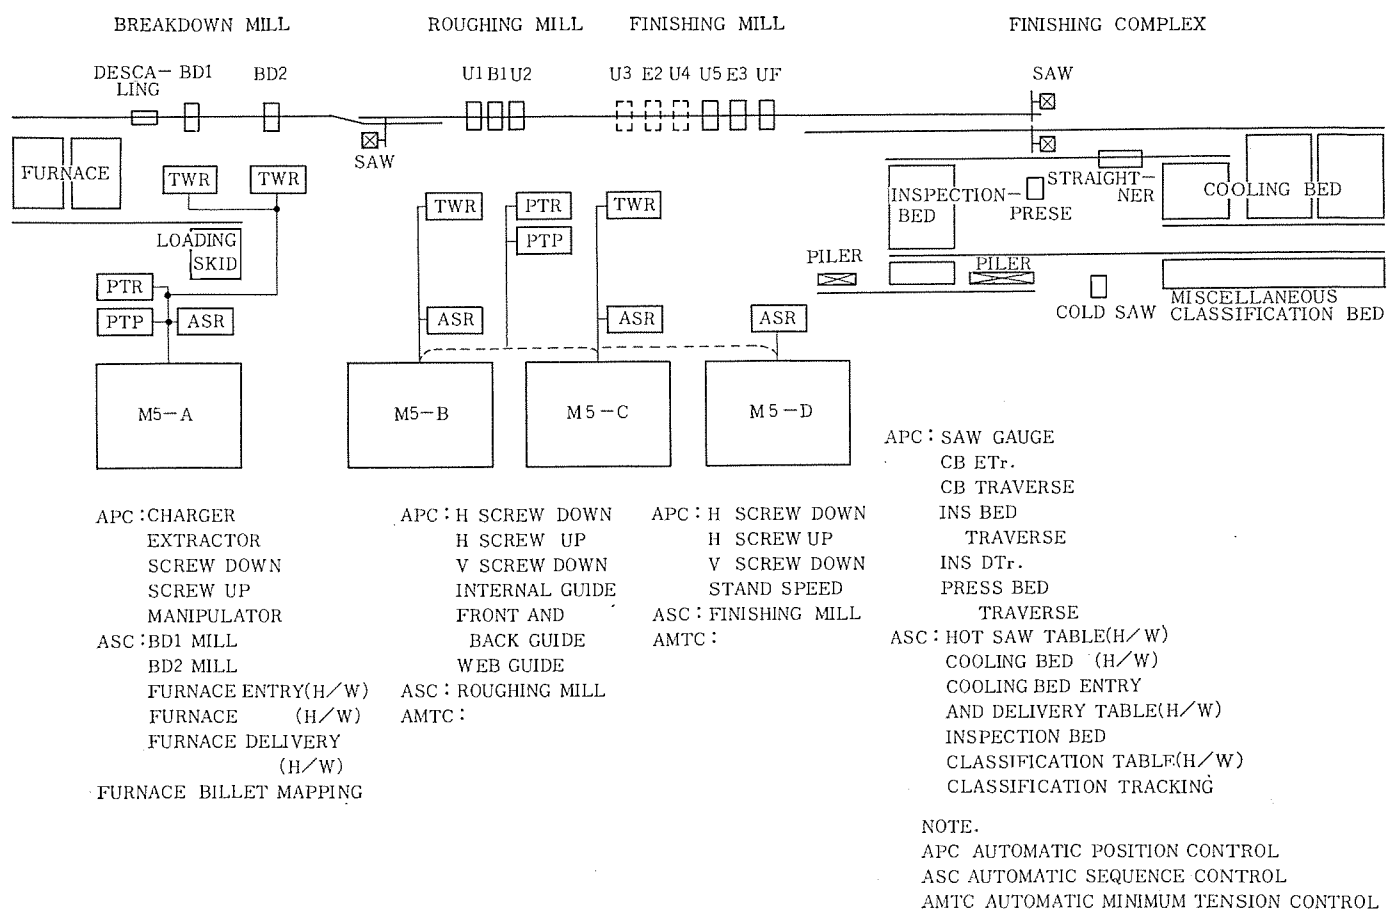 BREAKDOWN MILL
ROUGHING MILL
FINISHING MILL
FINISHING COMPLEX
DESCA-
LING
BD1
BD2
U1 B1 U2
U3 E2 U4 U5 E3 UF
SAW
SAW
FURNACE
TWR
TWR
LOADING
SKID
PTR
PTP
ASR
TWR
PTR
PTP
TWR
ASR
ASR
ASR
INSPECTION-
BED
PRESE
STRAIGHT-
NER
COOLING BED
PILER
PILER
COLD SAW
MISCELLANEOUS
CLASSIFICATION BED
M5-A
M5-B
M5-C
M5-D
APC:CHARGER
EXTRACTOR
SCREW DOWN
SCREW UP
MANIPULATOR
ASC:BD1 MILL
BD2 MILL
FURNACE ENTRY(H/W)
FURNACE (H/W)
FURNACE DELIVERY
(H/W)
FURNACE BILLET MAPPING
APC:H SCREW DOWN
H SCREW UP
V SCREW DOWN
INTERNAL GUIDE
FRONT AND
BACK GUIDE
WEB GUIDE
ASC:ROUGHING MILL
AMTC:
APC:H SCREW DOWN
H SCREW UP
V SCREW DOWN
STAND SPEED
ASC:FINISHING MILL
AMTC:
APC:SAW GAUGE
CB ETr.
CB TRAVERSE
INS BED
TRAVERSE
INS DTr.
PRESS BED
TRAVERSE
ASC:HOT SAW TABLE(H/W)
COOLING BED (H/W)
COOLING BED ENTRY
AND DELIVERY TABLE(H/W)
INSPECTION BED
CLASSIFICATION TABLE(H/W)
CLASSIFICATION TRACKING
NOTE.
APC AUTOMATIC POSITION CONTROL
ASC AUTOMATIC SEQUENCE CONTROL
AMTC AUTOMATIC MINIMUM TENSION CONTROL